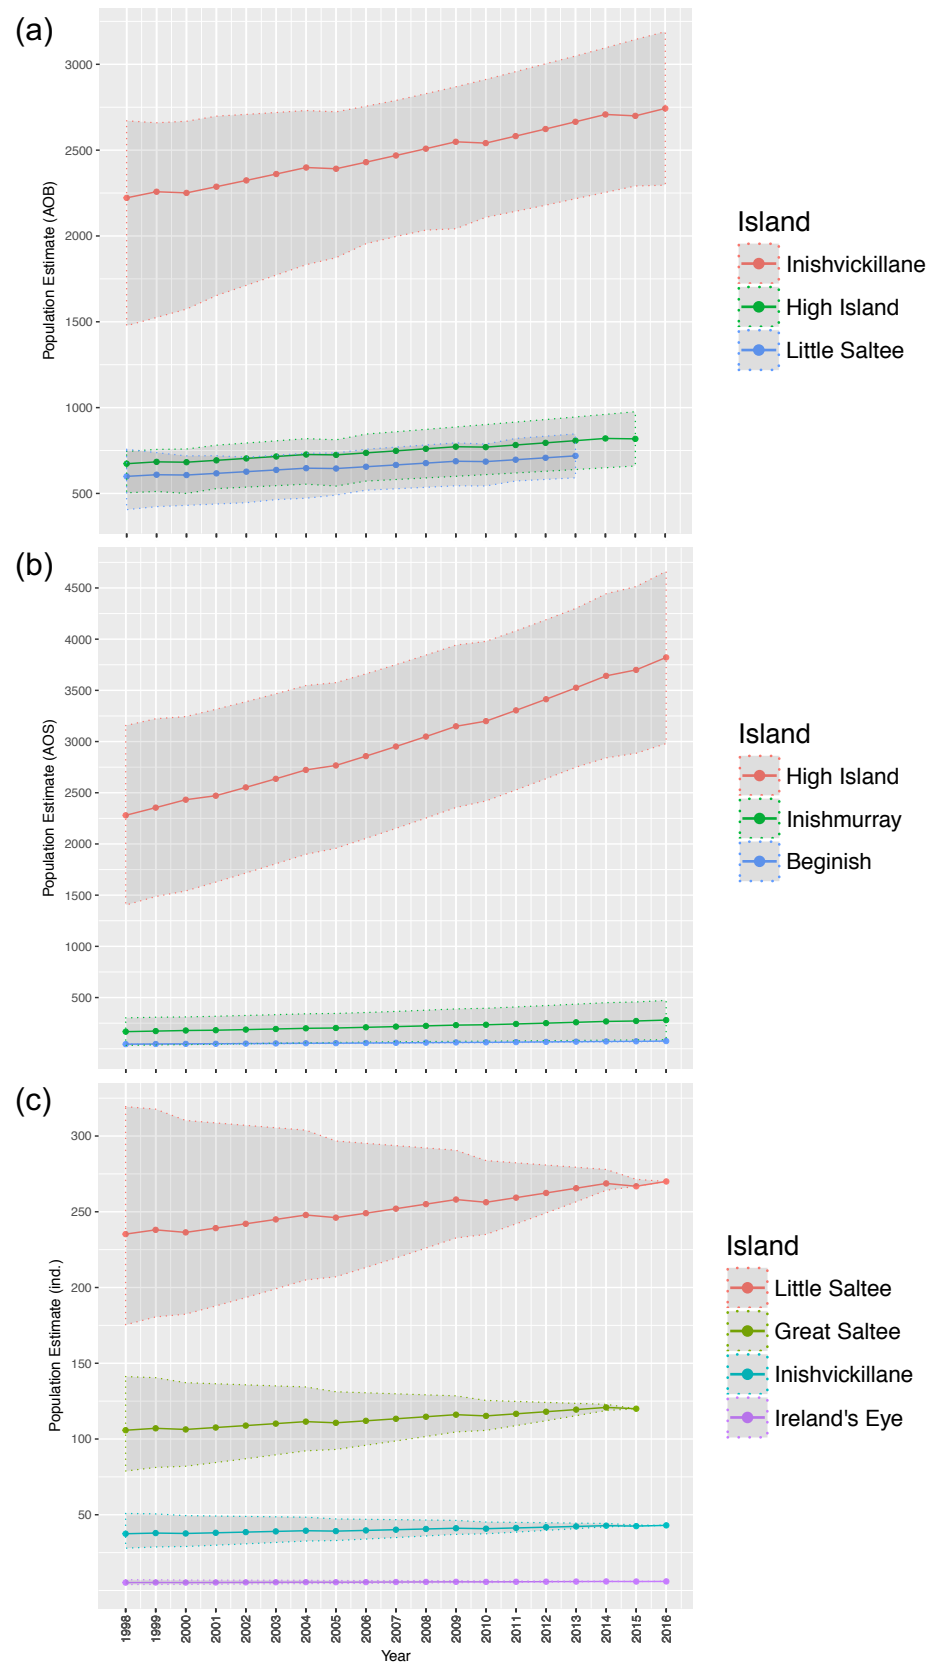 (a)
3000
2500
2000
1500
1000
500
Population Estimate (AOB)
Island
Inishvickillane
High Island
Little Saltee
(b)
4500
4000
3500
3000
2500
2000
1500
1000
500
Population Estimate (AOS)
Island
High Island
Inishmurray
Beginish
(c)
300
250
200
150
100
50
Population Estimate (ind.)
Island
Little Saltee
Great Saltee
Inishvickillane
Ireland's Eye
1998 1999 2000 2001 2002 2003 2004 2005 2006 2007 2008 2009 2010 2011 2012 2013 2014 2015 2016
Year